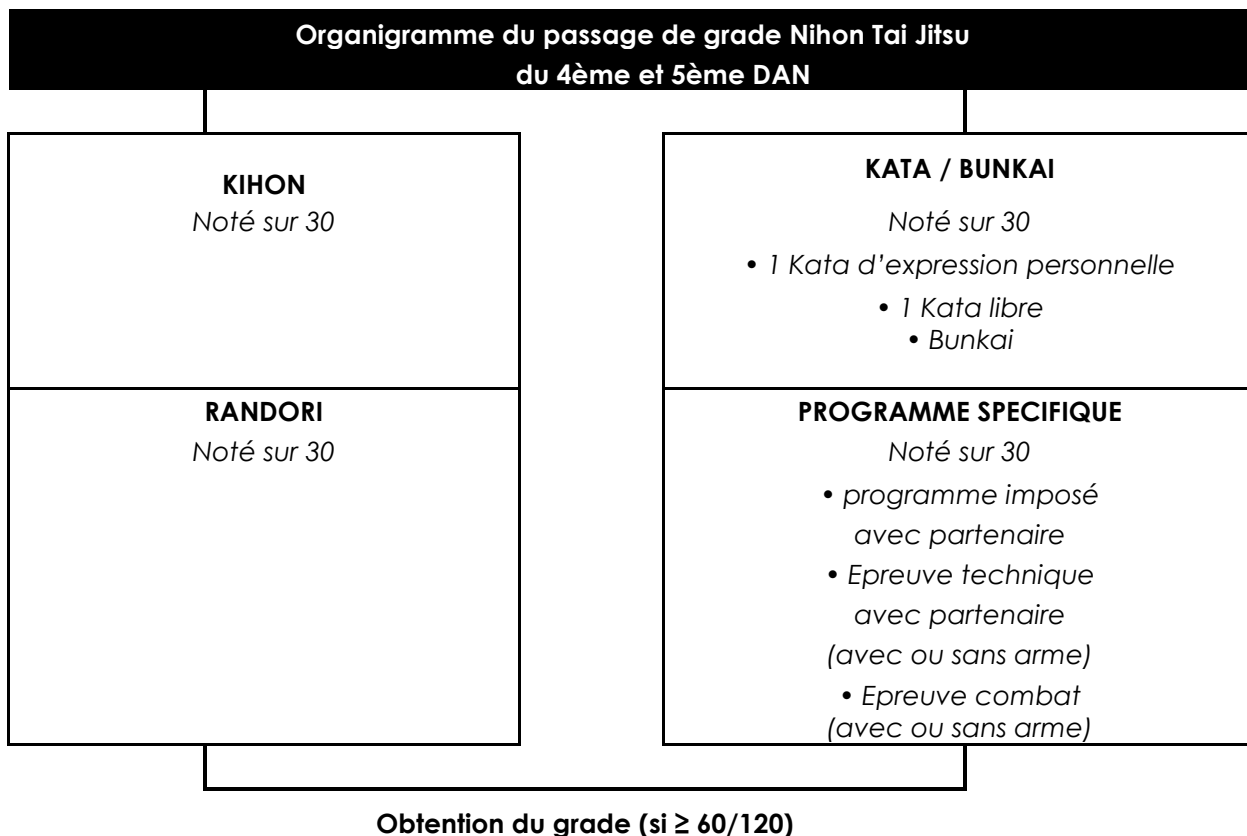 Organigramme du passage de grade Nihon Tai Jitsu
du 4ème et 5ème DAN
KIHON
Noté sur 30
KATA / BUNKAI
Noté sur 30
• 1 Kata d’expression personnelle
• 1 Kata libre
• Bunkai
RANDORI
Noté sur 30
PROGRAMME SPECIFIQUE
Noté sur 30
• programme imposé
avec partenaire
• Epreuve technique
avec partenaire
(avec ou sans arme)
• Epreuve combat
(avec ou sans arme)
Obtention du grade (si ≥ 60/120)